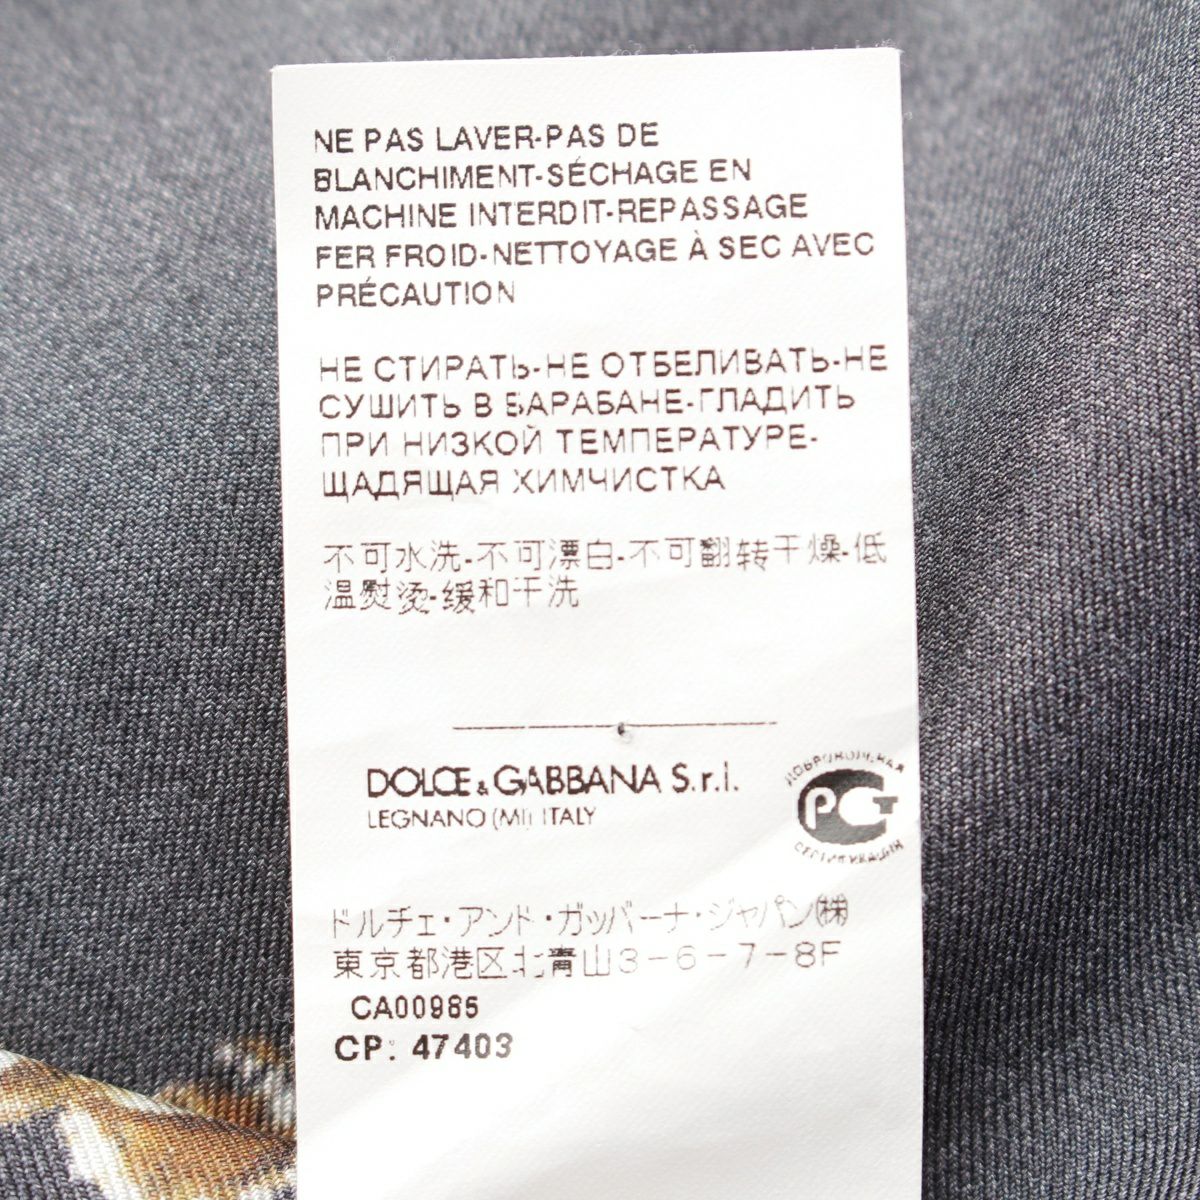 NE PAS LAVER-PAS DE
BLANCHIMENT-SÉCHAGE EN
MACHINE INTERDIT-REPASSAGE
FER FROID-NETTOYAGE À SEC AVEC
PRÉCAUTION
НЕ СТИРАТЬ-НЕ ОТБЕЛИВАТЬ-НЕ
СУШИТЬ В БАРАБАНЕ-ГЛАДИТЬ
ПРИ НИЗКОЙ ТЕМПЕРАТУРЕ-
ЩАДЯЩАЯ ХИМЧИСТКА
不可水洗-不可漂白-不可翻转干燥-低
温熨烫-缓和干洗
DOLCE & GABBANA S.r.l.
LEGNANO (MI) ITALY
ДОБРОВОЛЬНАЯ
РСТ
СЕРТИФИКАЦИЯ
ドルチェ・アンド・ガッバーナ・ジャパン㈱
東京都港区北青山3-6-7-8F
CA00985
CP: 47403